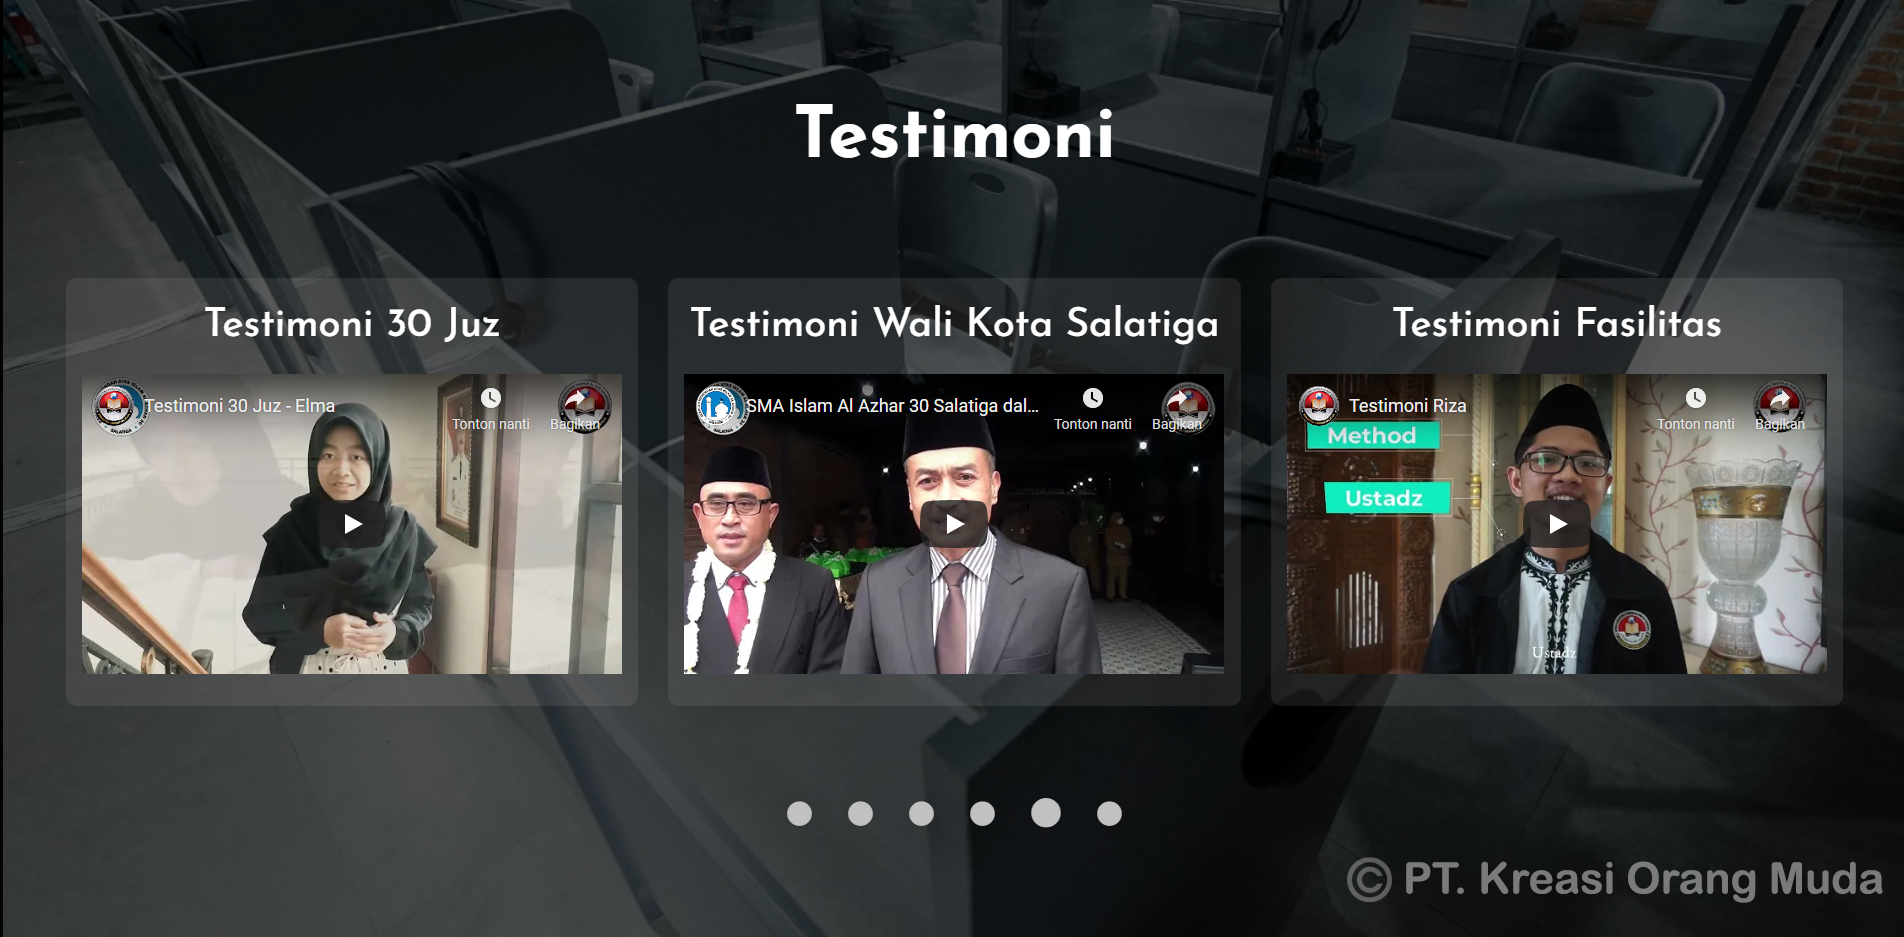 Testimoni
Testimoni 30 Juz
Testimoni 30 Juz - Elma
Tonton nanti
Bagikan
Testimoni Wali Kota Salatiga
SMA Islam Al Azhar 30 Salatiga dal...
Tonton nanti
Bagikan
Testimoni Fasilitas
Testimoni Riza
Tonton nanti
Bagikan
Method
Ustadz
Ustadz
© PT. Kreasi Orang Muda